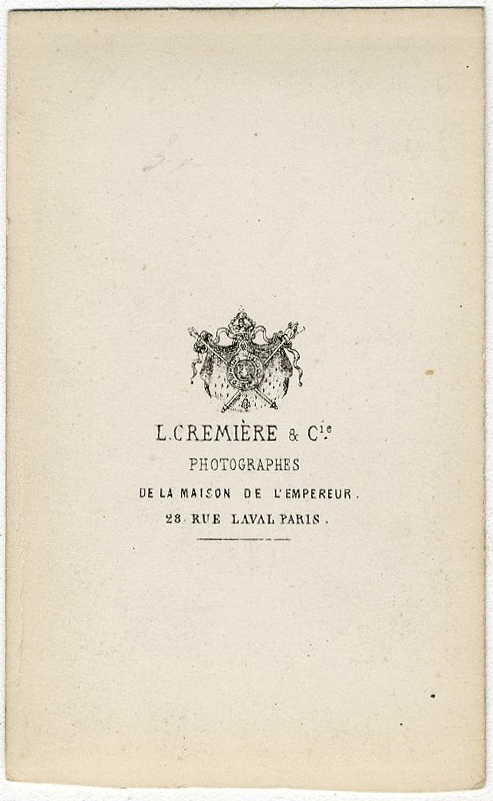 L. CREMIÈRE & Cie
PHOTOGRAPHES
DE LA MAISON DE L'EMPEREUR.
28. RUE LAVAL PARIS.